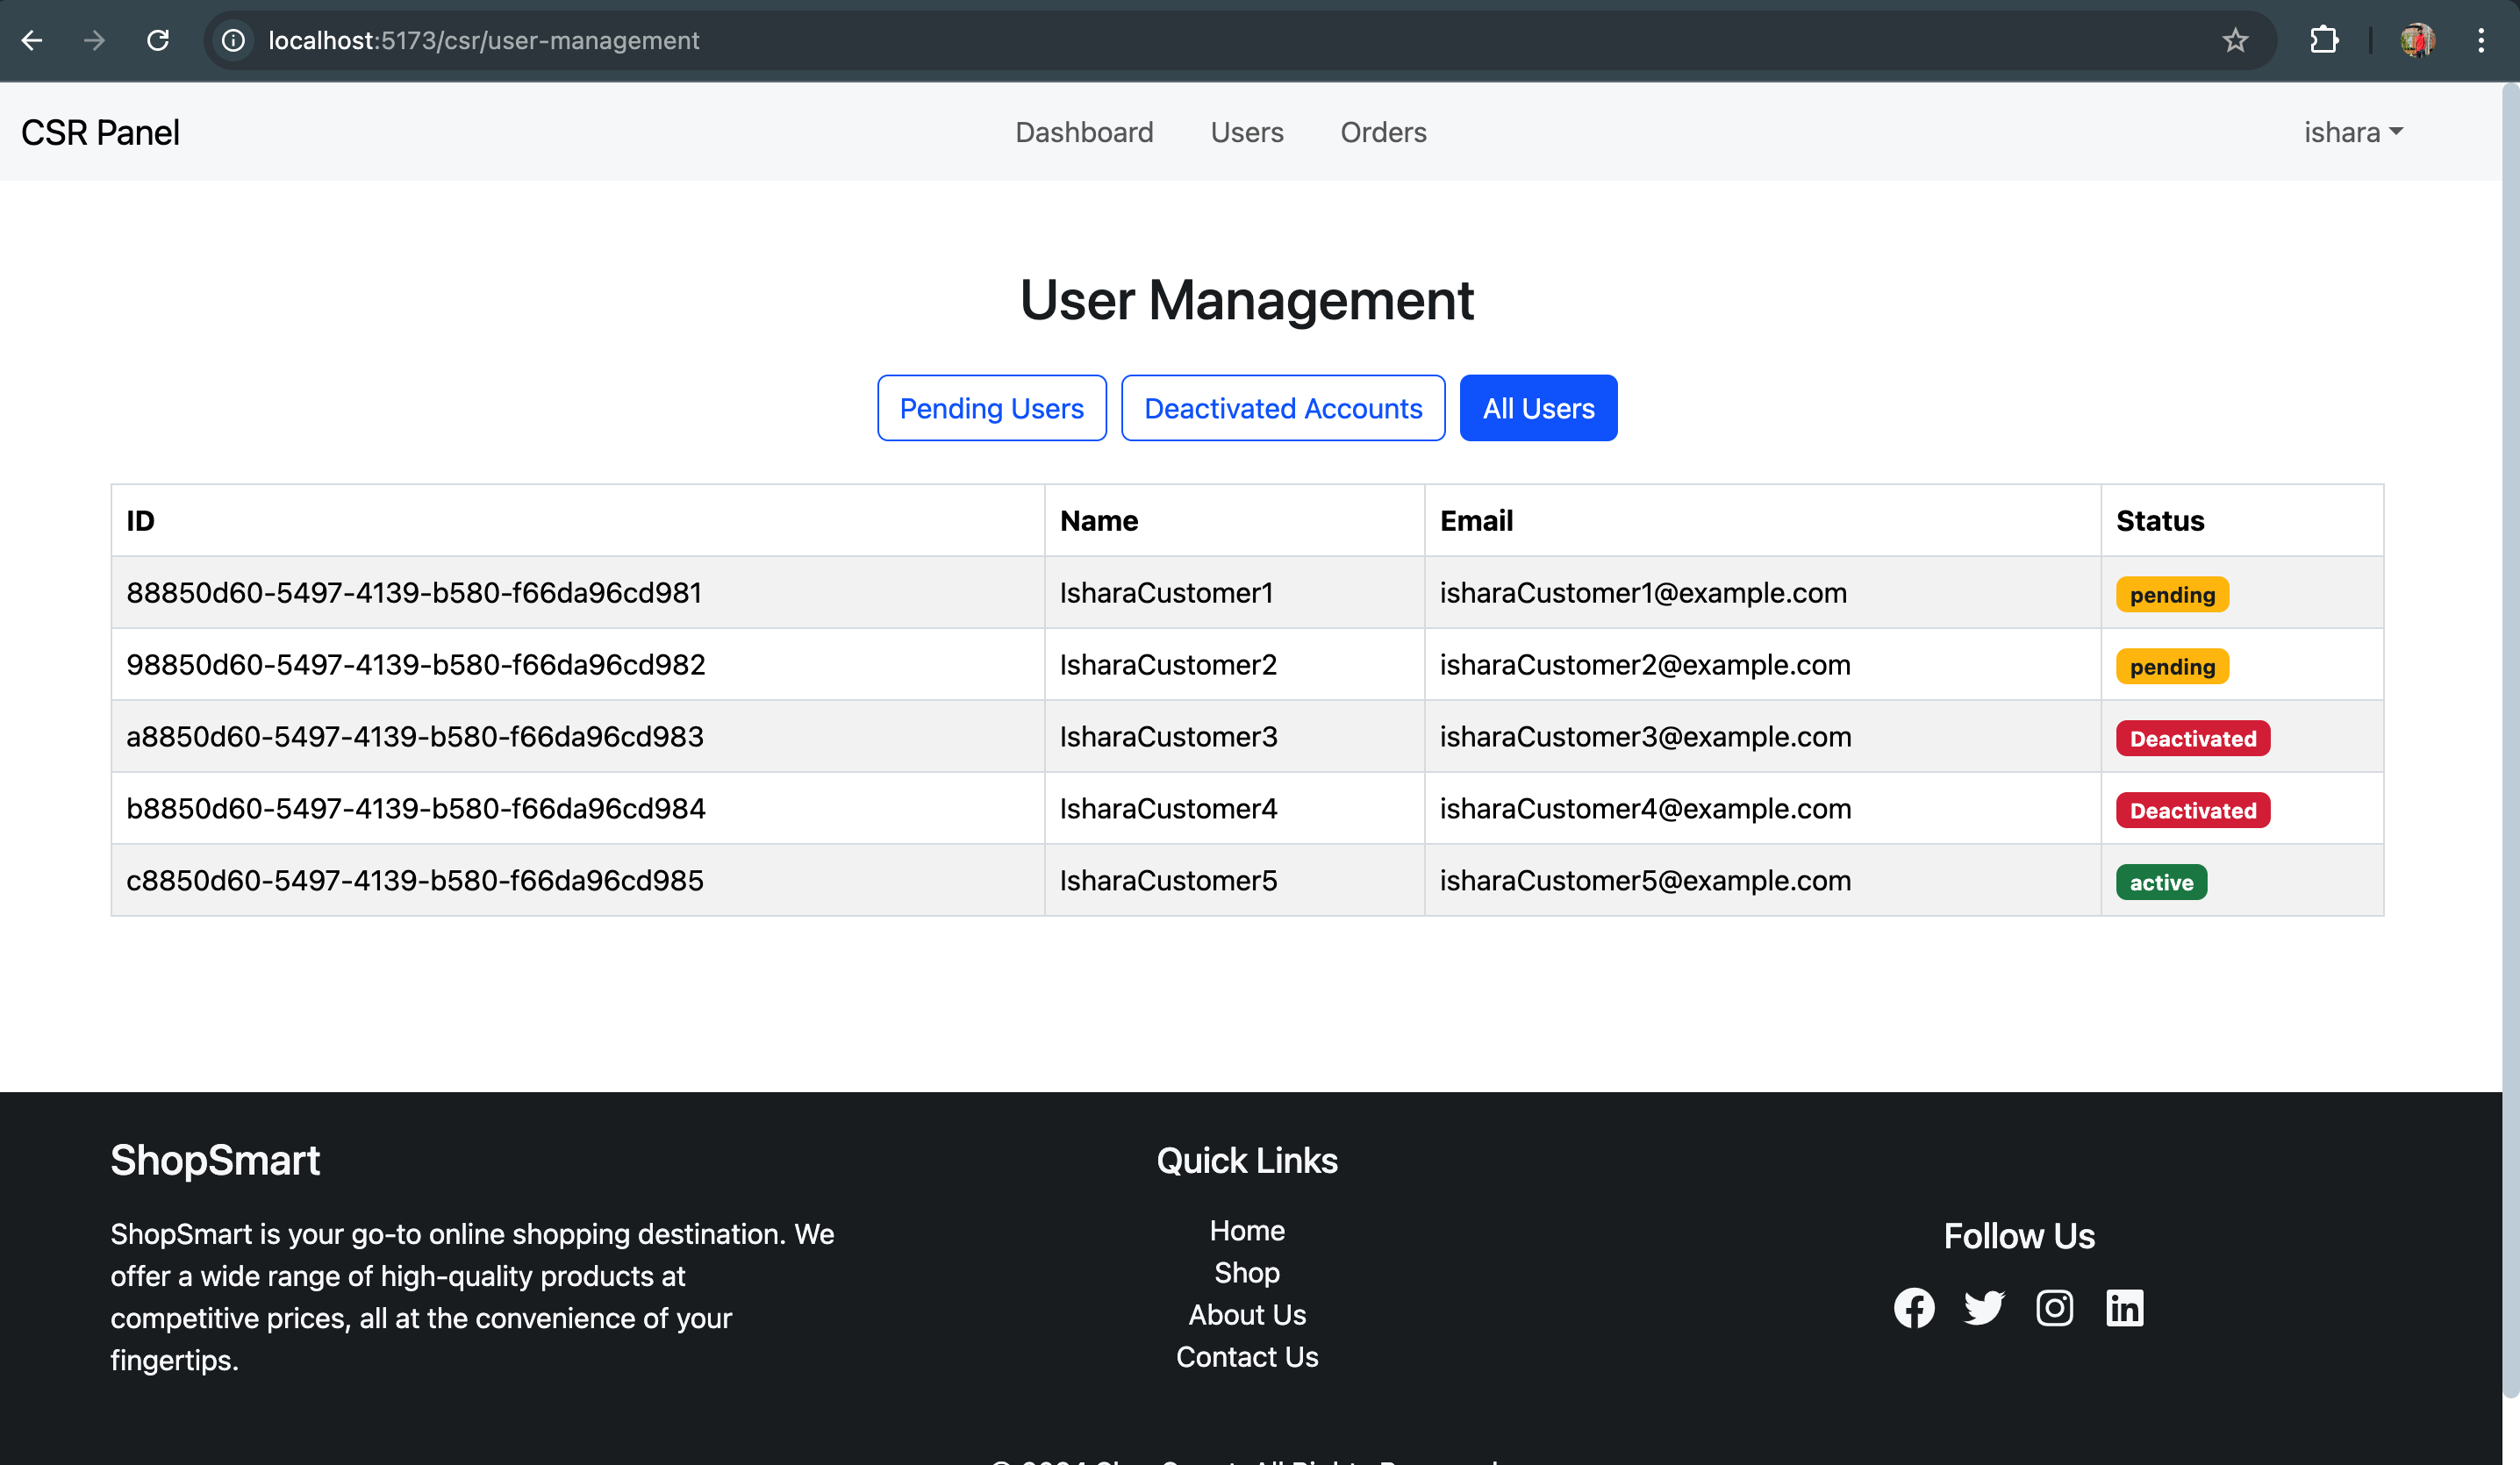 localhost:5173/csr/user-management
CSR Panel Dashboard Users Orders ishara
User Management
Pending Users Deactivated Accounts All Users
ID Name Email Status
88850d60-5497-4139-b580-f66da96cd981 IsharaCustomer1 isharaCustomer1@example.com pending
98850d60-5497-4139-b580-f66da96cd982 IsharaCustomer2 isharaCustomer2@example.com pending
a8850d60-5497-4139-b580-f66da96cd983 IsharaCustomer3 isharaCustomer3@example.com Deactivated
b8850d60-5497-4139-b580-f66da96cd984 IsharaCustomer4 isharaCustomer4@example.com Deactivated
c8850d60-5497-4139-b580-f66da96cd985 IsharaCustomer5 isharaCustomer5@example.com active
ShopSmart
ShopSmart is your go-to online shopping destination. We
offer a wide range of high-quality products at
competitive prices, all at the convenience of your
fingertips.
Quick Links
Home
Shop
About Us
Contact Us
Follow Us